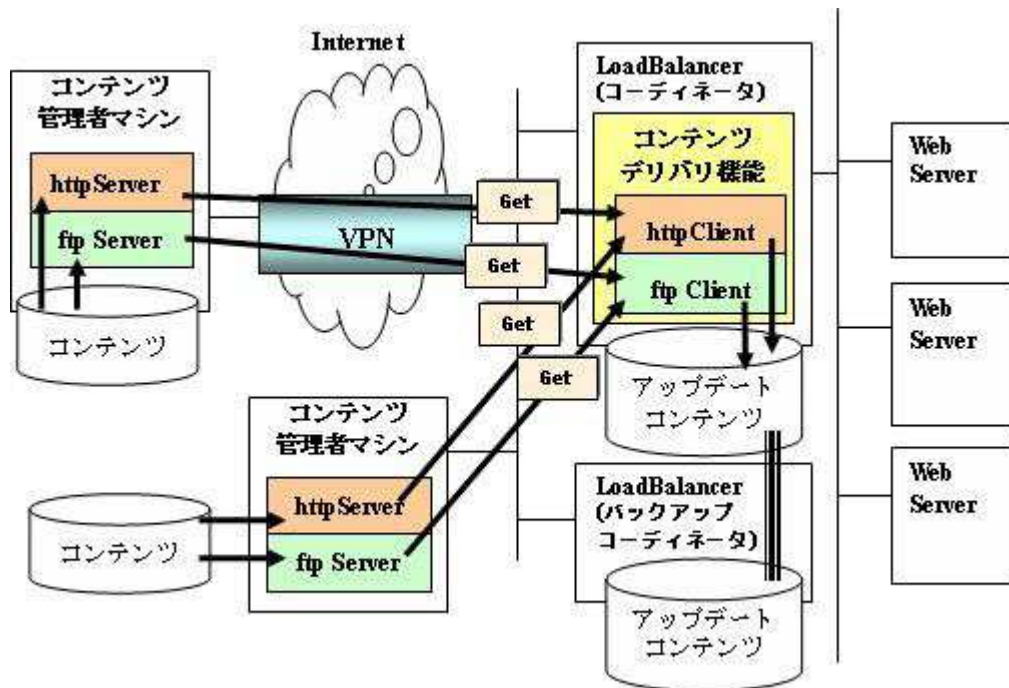 Internet
コンテンツ
管理者マシン
httpServer
ftp Server
コンテンツ
VPN
Get
Get
Get
Get
LoadBalancer
(コーディネータ)
コンテンツ
デリバリ機能
httpClient
ftp Client
アップデート
コンテンツ
Web
Server
Web
Server
Web
Server
コンテンツ
管理者マシン
httpServer
ftp Server
コンテンツ
LoadBalancer
(バックアップ
コーディネータ)
アップデート
コンテンツ